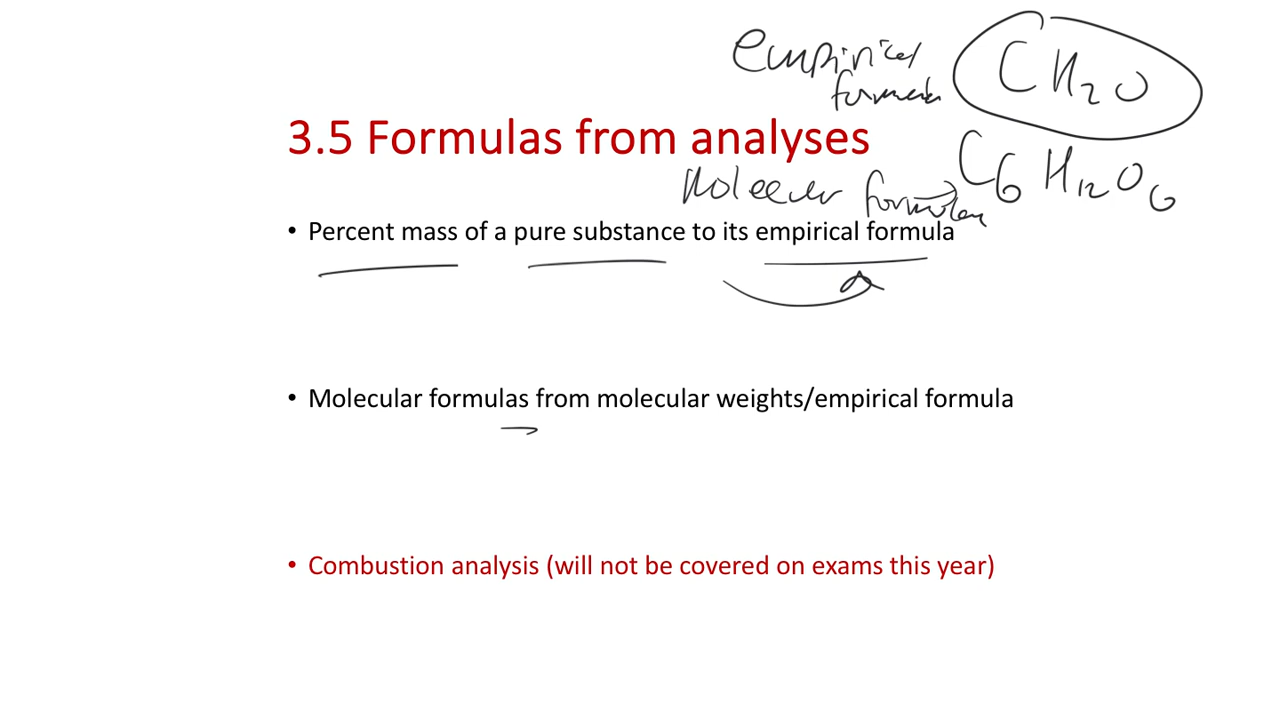 empirical CH₂O
formula
3.5 Formulas from analyses
Molecular formula C₆H₁₂O₆
• Percent mass of a pure substance to its empirical formula
• Molecular formulas from molecular weights/empirical formula
• Combustion analysis (will not be covered on exams this year)